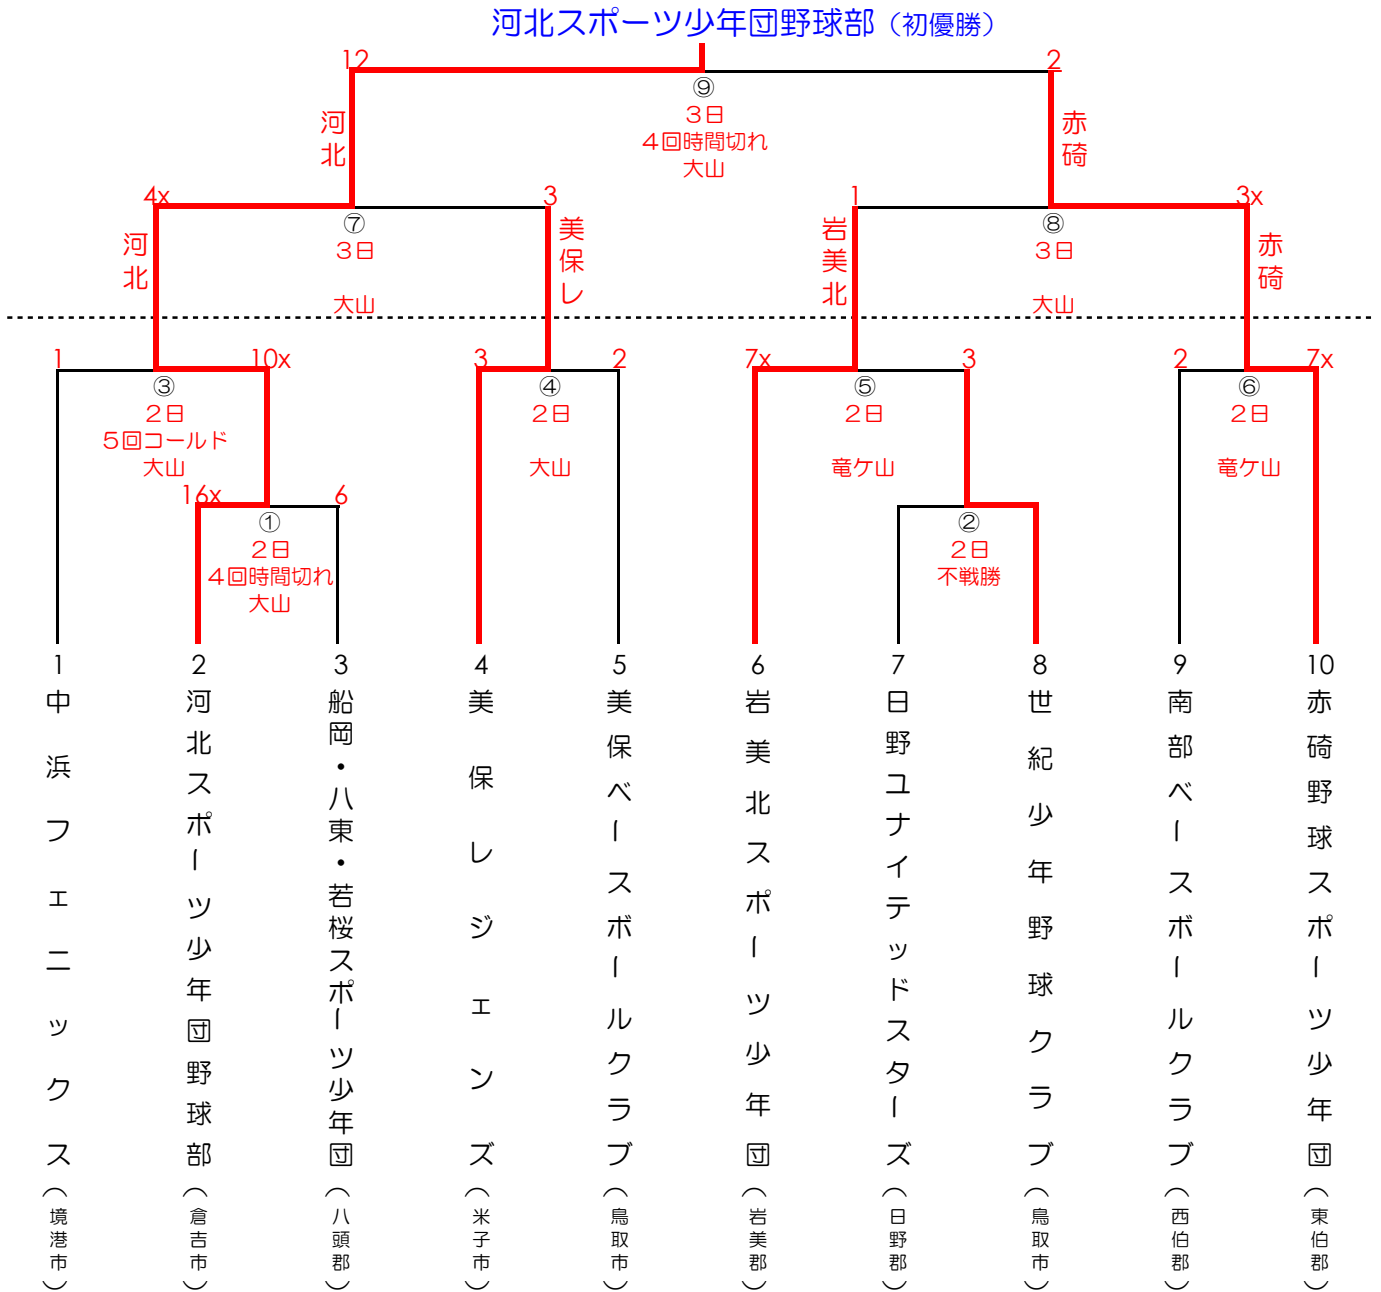 河北スポーツ少年団野球部（初優勝）
12
2
⑨
3日
4回時間切れ
大山
河北
赤碕
4x
3
1
3x
⑦
3日
大山
⑧
3日
大山
河北
美保レ
岩美北
赤碕
1
10x
3
2
7x
3
2
7x
③
2日
5回コールド
大山
④
2日
大山
⑤
2日
竜ケ山
⑥
2日
竜ケ山
16x
6
①
2日
4回時間切れ
大山
②
2日
不戦勝
1
2
3
4
5
6
7
8
9
10
中浜フェニックス（境港市）
河北スポーツ少年団野球部（倉吉市）
船岡・八東・若桜スポーツ少年団（八頭郡）
美保レジェンズ（米子市）
美保ベースボールクラブ（鳥取市）
岩美北スポーツ少年団（岩美郡）
日野ユナイテッドスターズ（日野郡）
世紀少年野球クラブ（鳥取市）
南部ベースボールクラブ（西伯郡）
赤碕野球スポーツ少年団（東伯郡）